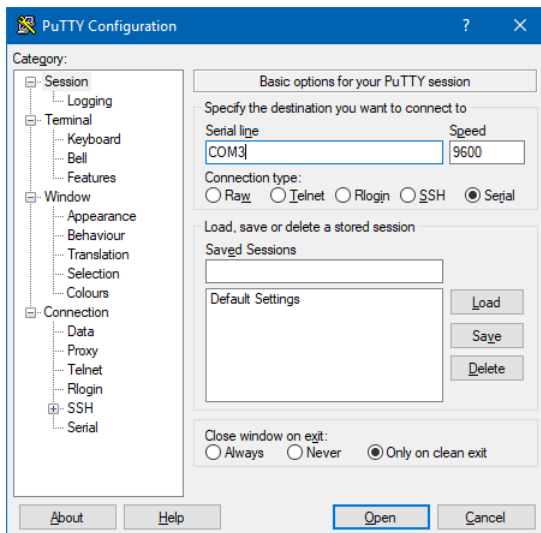 PuTTY Configuration
Category:
Session
Logging
Terminal
Keyboard
Bell
Features
Window
Appearance
Behaviour
Translation
Selection
Colours
Connection
Data
Proxy
Telnet
Rlogin
SSH
Serial
Basic options for your PuTTY session
Specify the destination you want to connect to
Serial line Speed
COM3 9600
Connection type:
Raw Telnet Rlogin SSH Serial
Load, save or delete a stored session
Saved Sessions
Default Settings
Load
Save
Delete
Close window on exit:
Always Never Only on clean exit
About Help Open Cancel